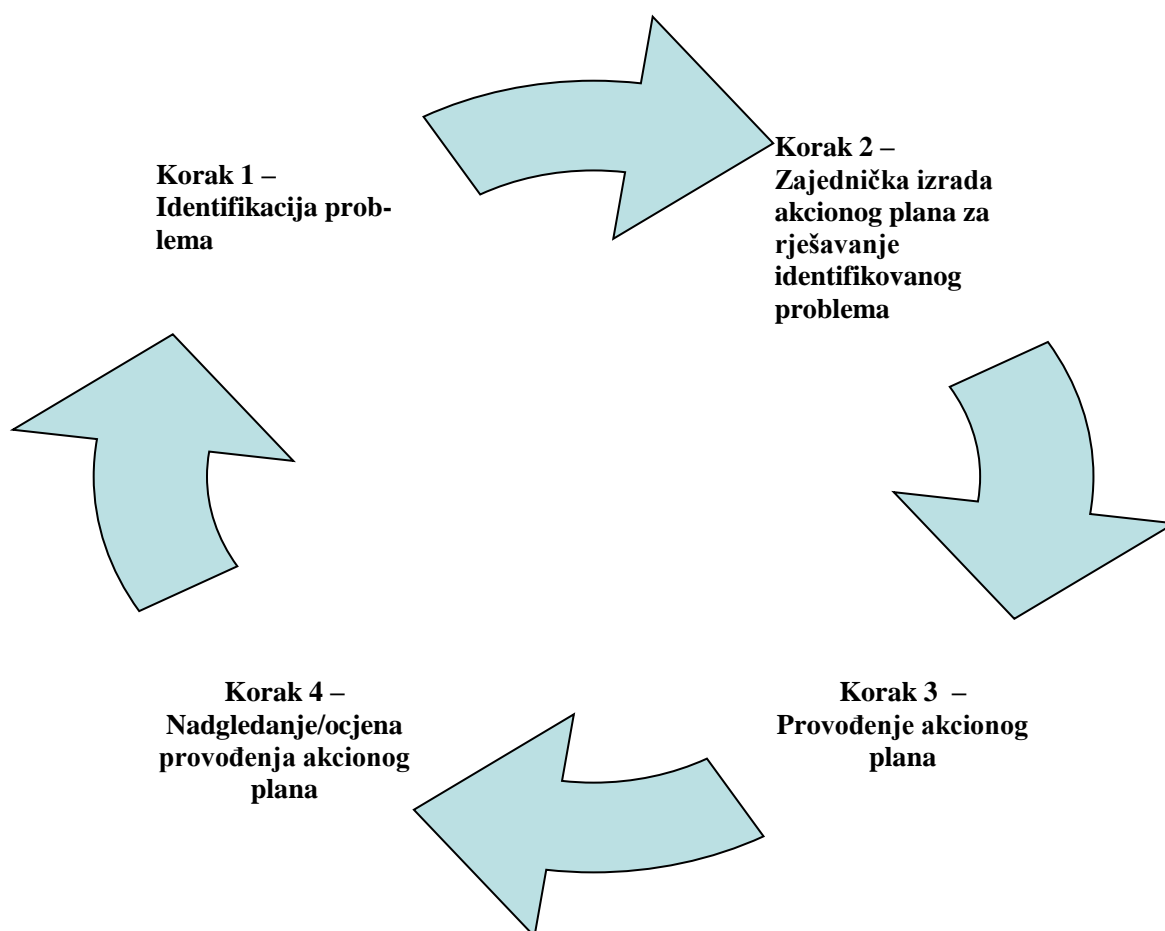 Korak 1 –
Identifikacija prob-
lema
Korak 2 –
Zajednička izrada
akcionog plana za
rješavanje
identifikovanog
problema
Korak 3  –
Provođenje akcionog
plana
Korak 4 –
Nadgledanje/ocjena
provođenja akcionog
plana